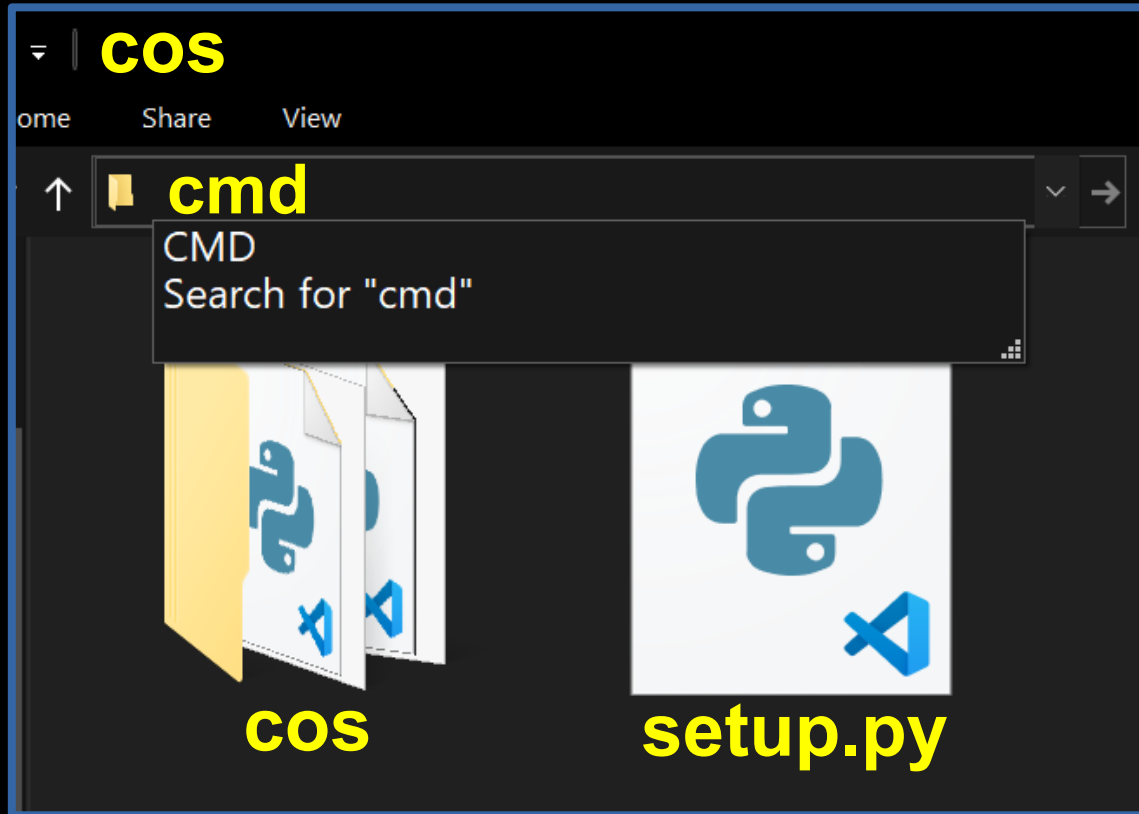 cos
ome Share View
cmd
CMD
Search for "cmd"
cos setup.py